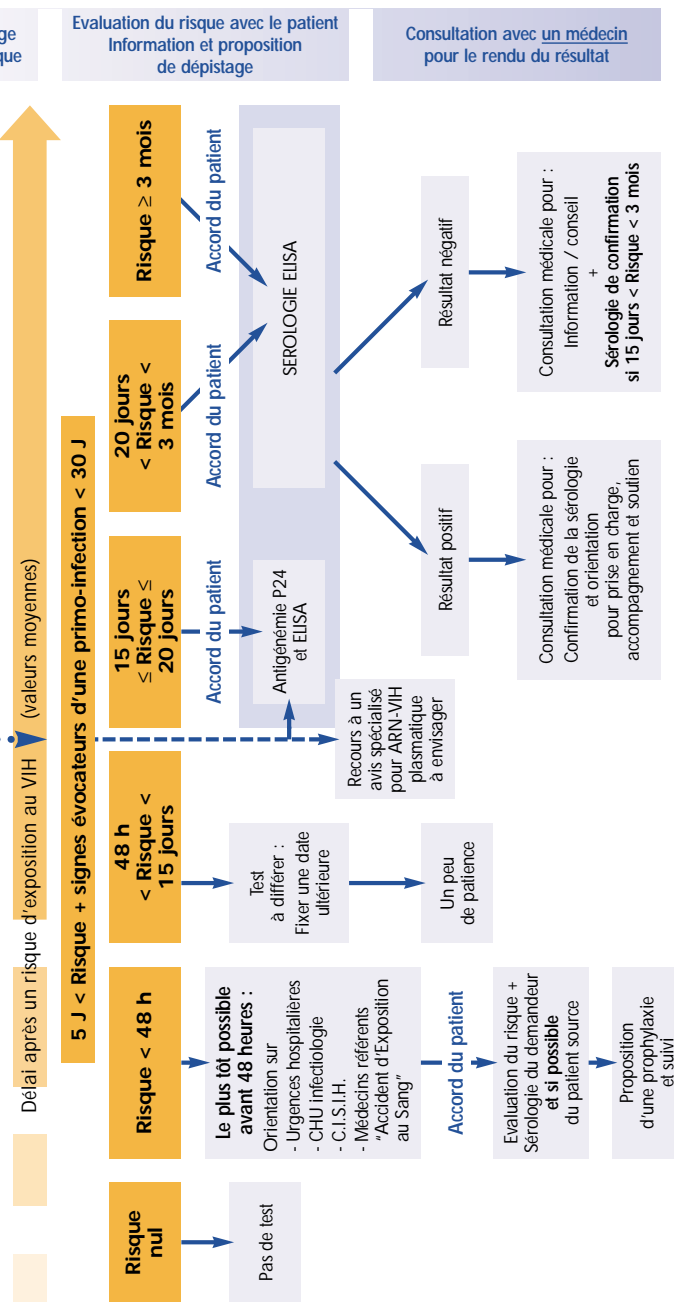 ge
que
Evaluation du risque avec le patient
Information et proposition
de dépistage
Consultation avec un médecin
pour le rendu du résultat
Délai après un risque d'exposition au VIH (valeurs moyennes)
5 J < Risque + signes évocateurs d'une primo-infection < 30 J
Risque
nul
Pas de test
Risque < 48 h
Le plus tôt possible
avant 48 heures :
Orientation sur
- Urgences hospitalières
- CHU infectiologie
- C.I.S.I.H.
- Médecins référents
"Accident d'Exposition
au Sang"
Accord du patient
Evaluation du risque +
Sérologie du demandeur
et si possible
du patient source
Proposition
d'une prophylaxie
et suivi
48 h
< Risque <
15 jours
Test
à différer :
Fixer une date
ultérieure
Un peu
de patience
15 jours
≤ Risque ≤
20 jours
Accord du patient
Antigénémie P24
et ELISA
Recours à un
avis spécialisé
pour ARN-VIH
plasmatique
à envisager
20 jours
< Risque <
3 mois
Accord du patient
Risque ≥ 3 mois
Accord du patient
SEROLOGIE ELISA
Résultat positif
Consultation médicale pour :
Confirmation de la sérologie
et orientation
pour prise en charge,
accompagnement et soutien
Résultat négatif
Consultation médicale pour :
Information / conseil
+
Sérologie de confirmation
si 15 jours < Risque < 3 mois